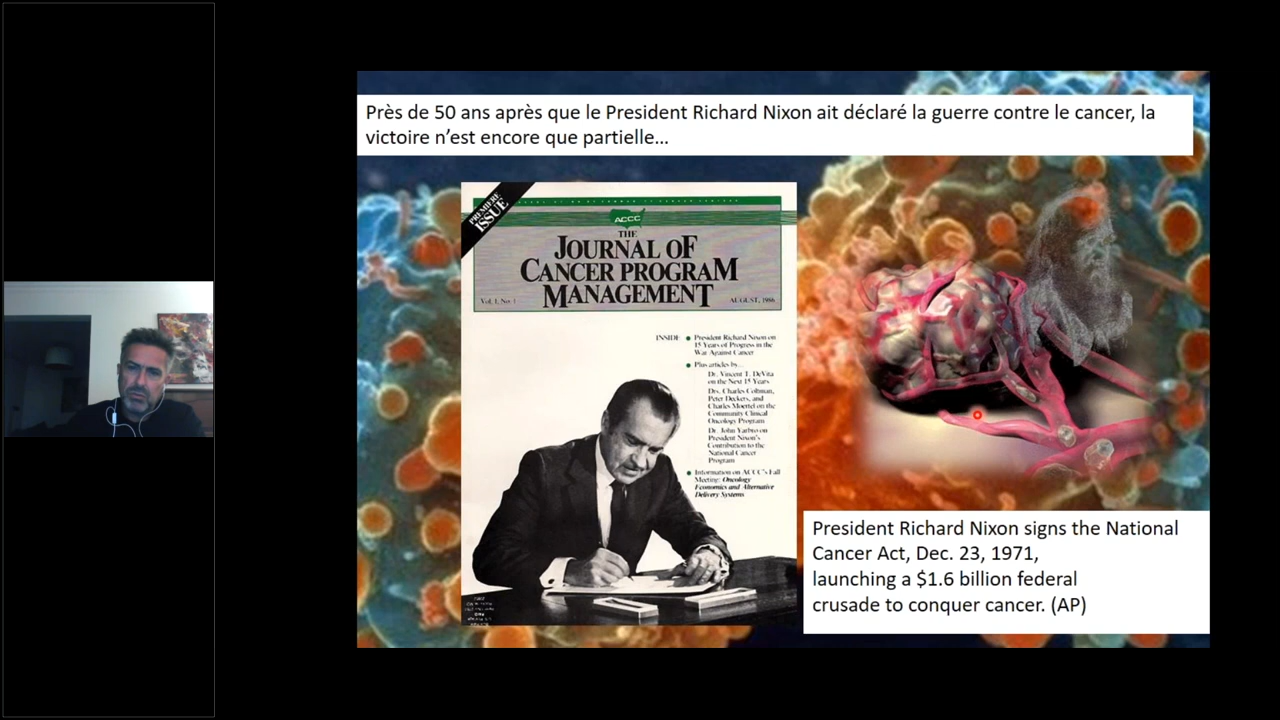 Près de 50 ans après que le President Richard Nixon ait déclaré la guerre contre le cancer, la
victoire n’est encore que partielle…
PREMIERE
ISSUE
ACCC
THE
JOURNAL OF
CANCER PROGRAM
MANAGEMENT
Vol. 1, No. 1
AUGUST, 1986
INSIDE
President Richard Nixon on
15 Years of Progress in the
War Against Cancer
Plus articles by...
Dr. Vincent T. DeVita
on the Next 15 Years
Drs. Charles Coltman,
Peter Deckers, and
Charles Moertel on the
Community Clinical
Oncology Program
Dr. John Yarbro on
President Nixon's
Contribution to the
National Cancer
Program
Information on ACCC's Fall
Meeting: Oncology
Economics and Alternative
Delivery Systems
President Richard Nixon signs the National
Cancer Act, Dec. 23, 1971,
launching a $1.6 billion federal
crusade to conquer cancer. (AP)